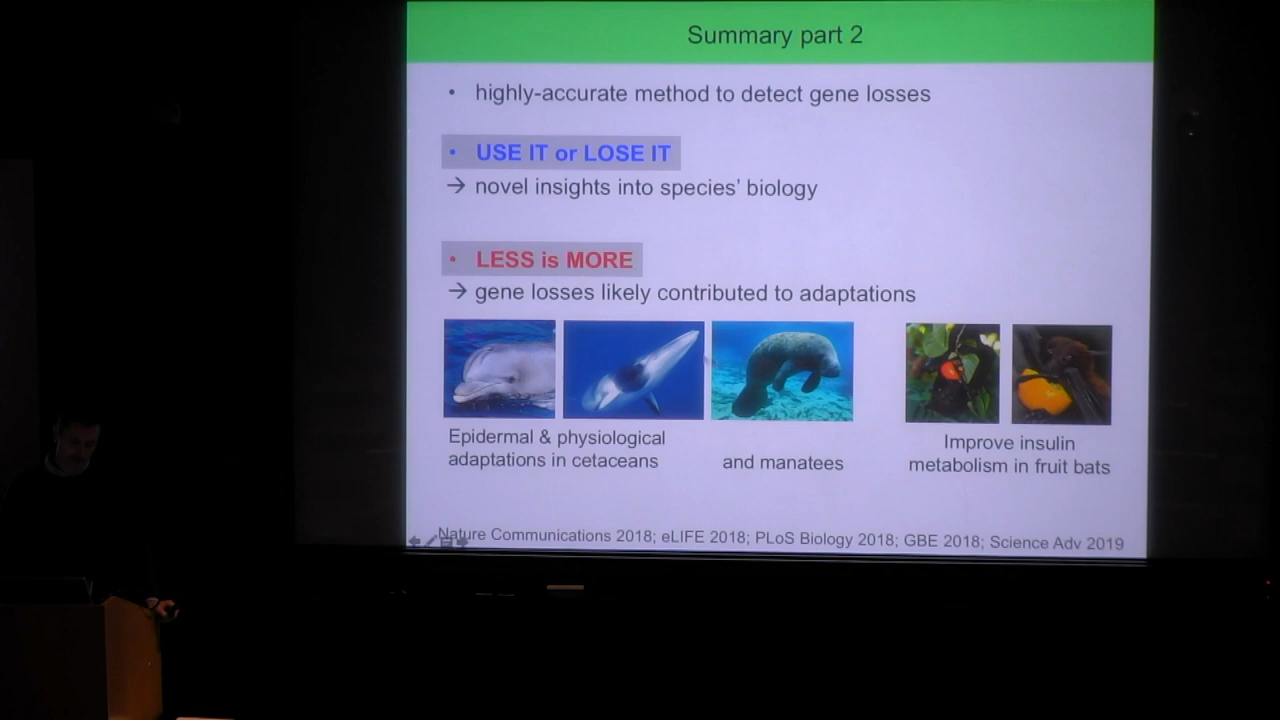 Summary part 2
• highly-accurate method to detect gene losses
• USE IT or LOSE IT
→ novel insights into species' biology
• LESS is MORE
→ gene losses likely contributed to adaptations
Epidermal & physiological
adaptations in cetaceans
and manatees
Improve insulin
metabolism in fruit bats
Nature Communications 2018; eLIFE 2018; PLoS Biology 2018; GBE 2018; Science Adv 2019